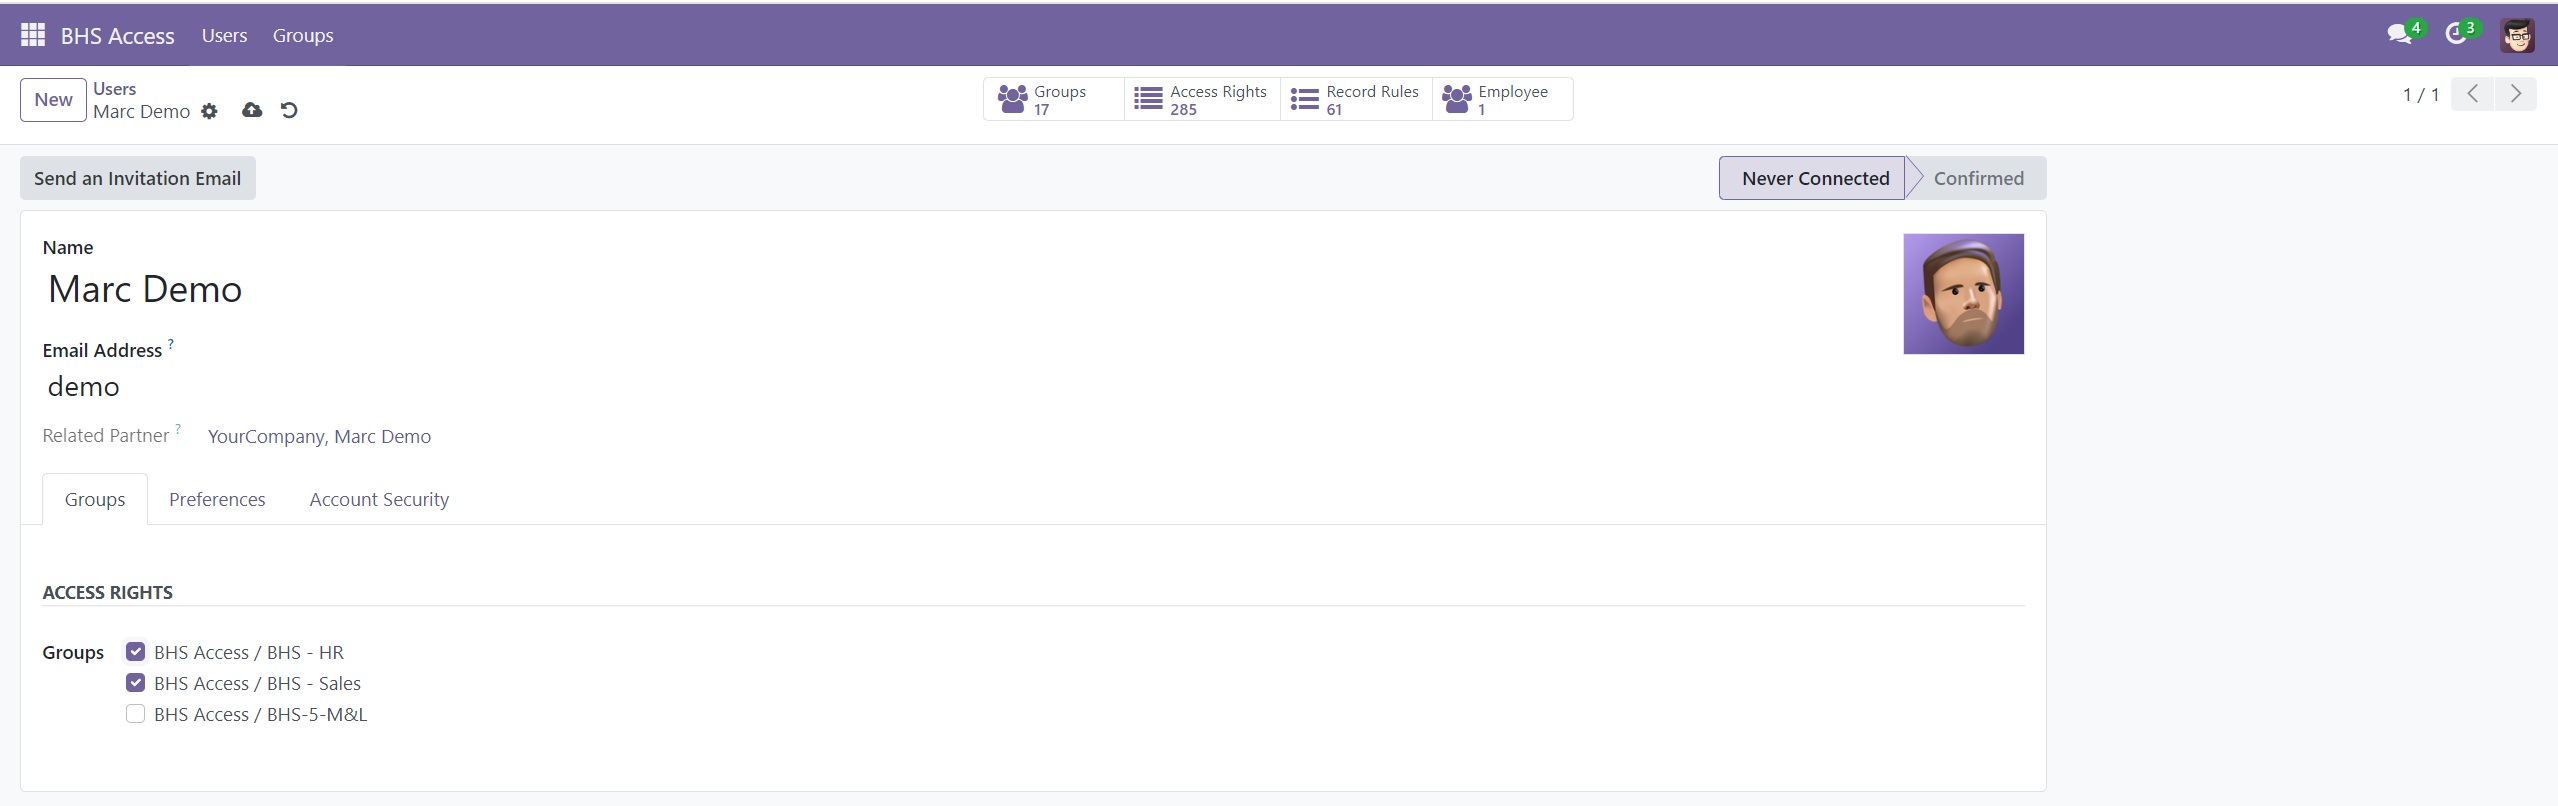 BHS Access Users Groups 4 3
New Users Groups 17 Access Rights 285 Record Rules 61 Employee 1 1 / 1
Marc Demo
Send an Invitation Email Never Connected Confirmed
Name
Marc Demo
Email Address ?
demo
Related Partner ? YourCompany, Marc Demo
Groups Preferences Account Security
ACCESS RIGHTS
Groups BHS Access / BHS - HR
BHS Access / BHS - Sales
BHS Access / BHS-5-M&L